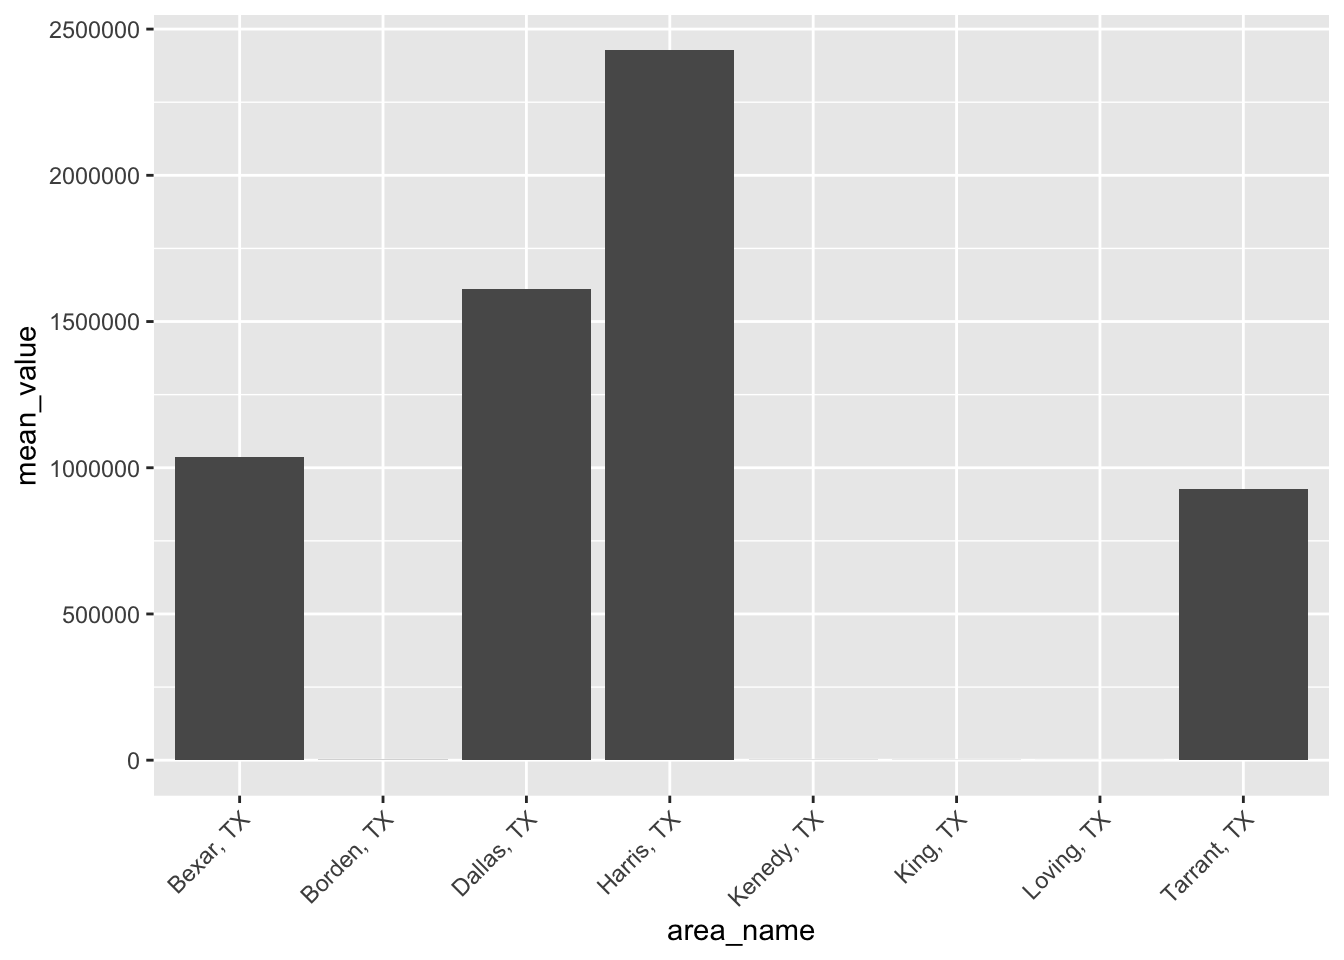 2500000
2000000
1500000
1000000
500000
0
mean_value
Bexar, TX
Borden, TX
Dallas, TX
Harris, TX
Kenedy, TX
King, TX
Loving, TX
Tarrant, TX
area_name